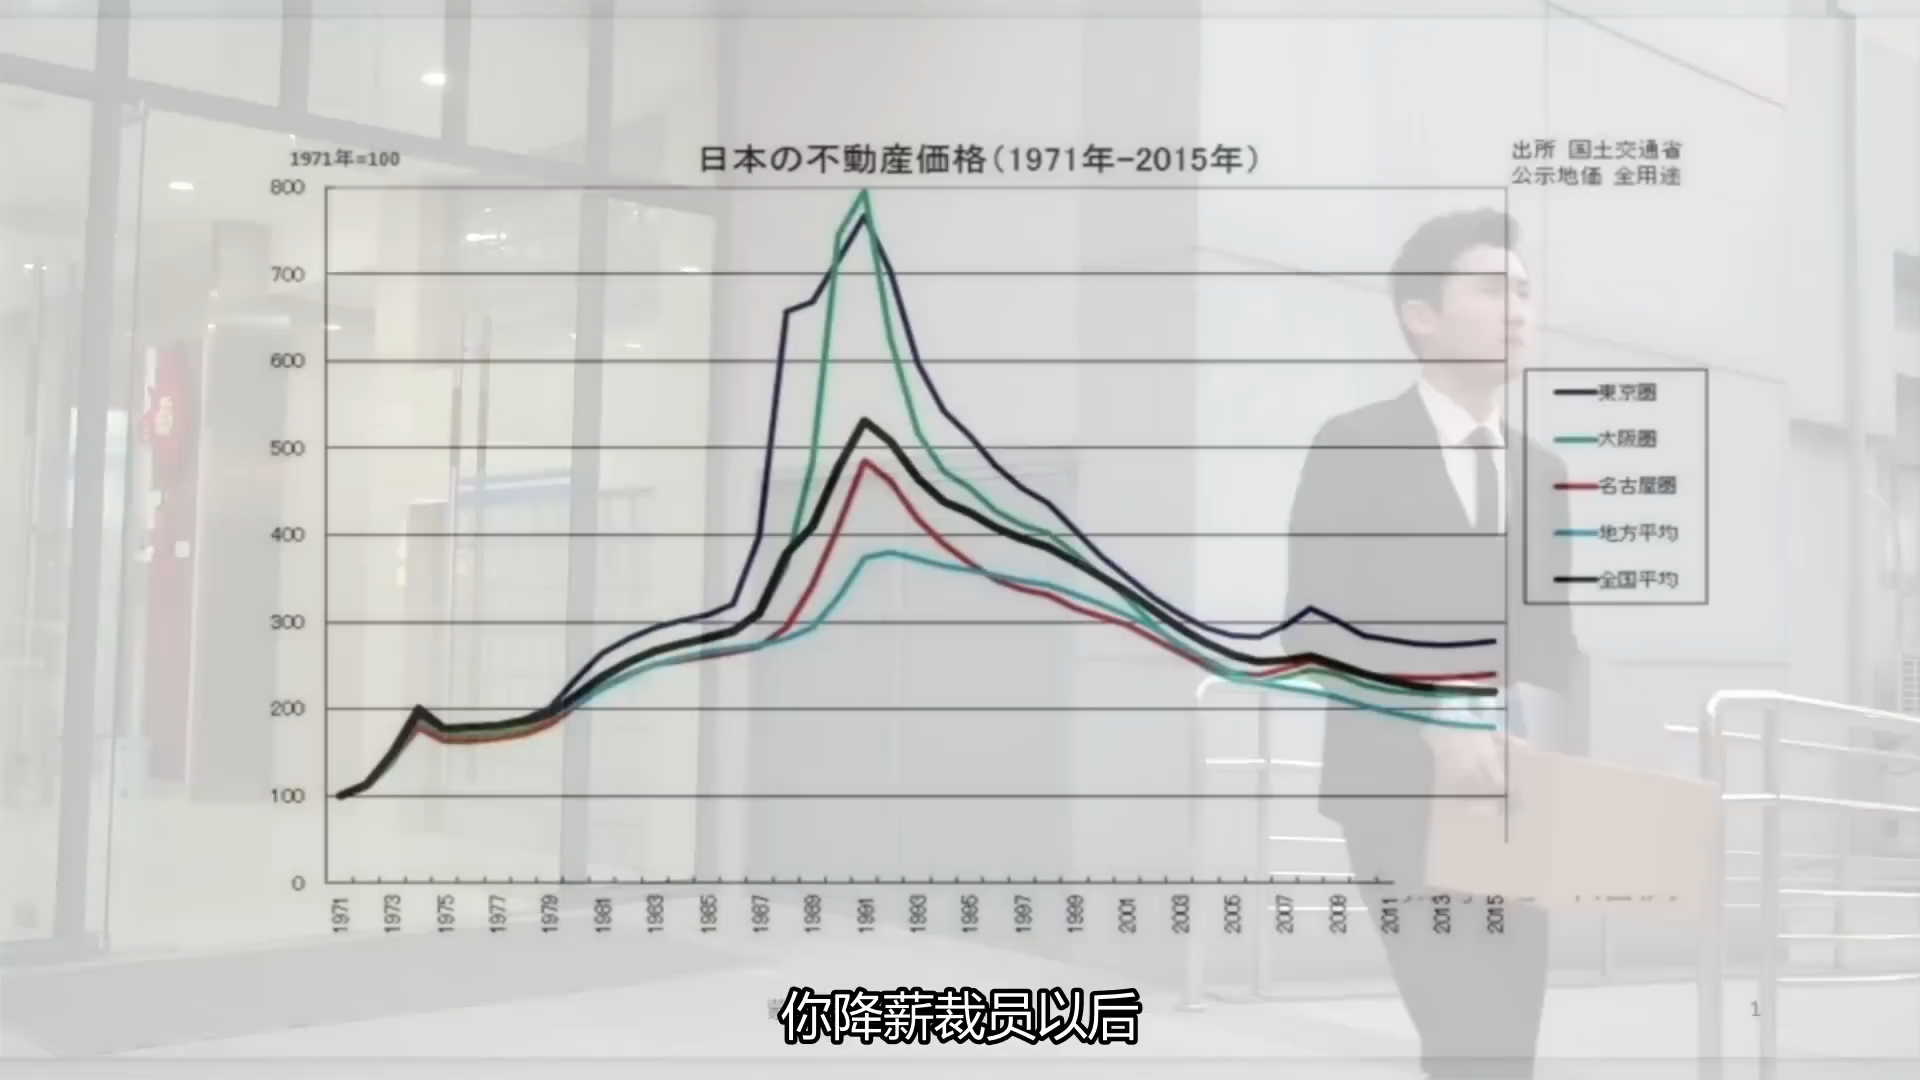 1971年=100
日本の不動産価格(1971年-2015年)
出所 国土交通省
公示地価 全用途
800
700
600
500
400
300
200
100
0
東京圏
大阪圏
名古屋圏
地方平均
全国平均
1971 1973 1975 1977 1979 1981 1983 1985 1987 1989 1991 1993 1995 1997 1999 2001 2003 2005 2007 2009 2011 2013 2015
你降薪裁员以后
1